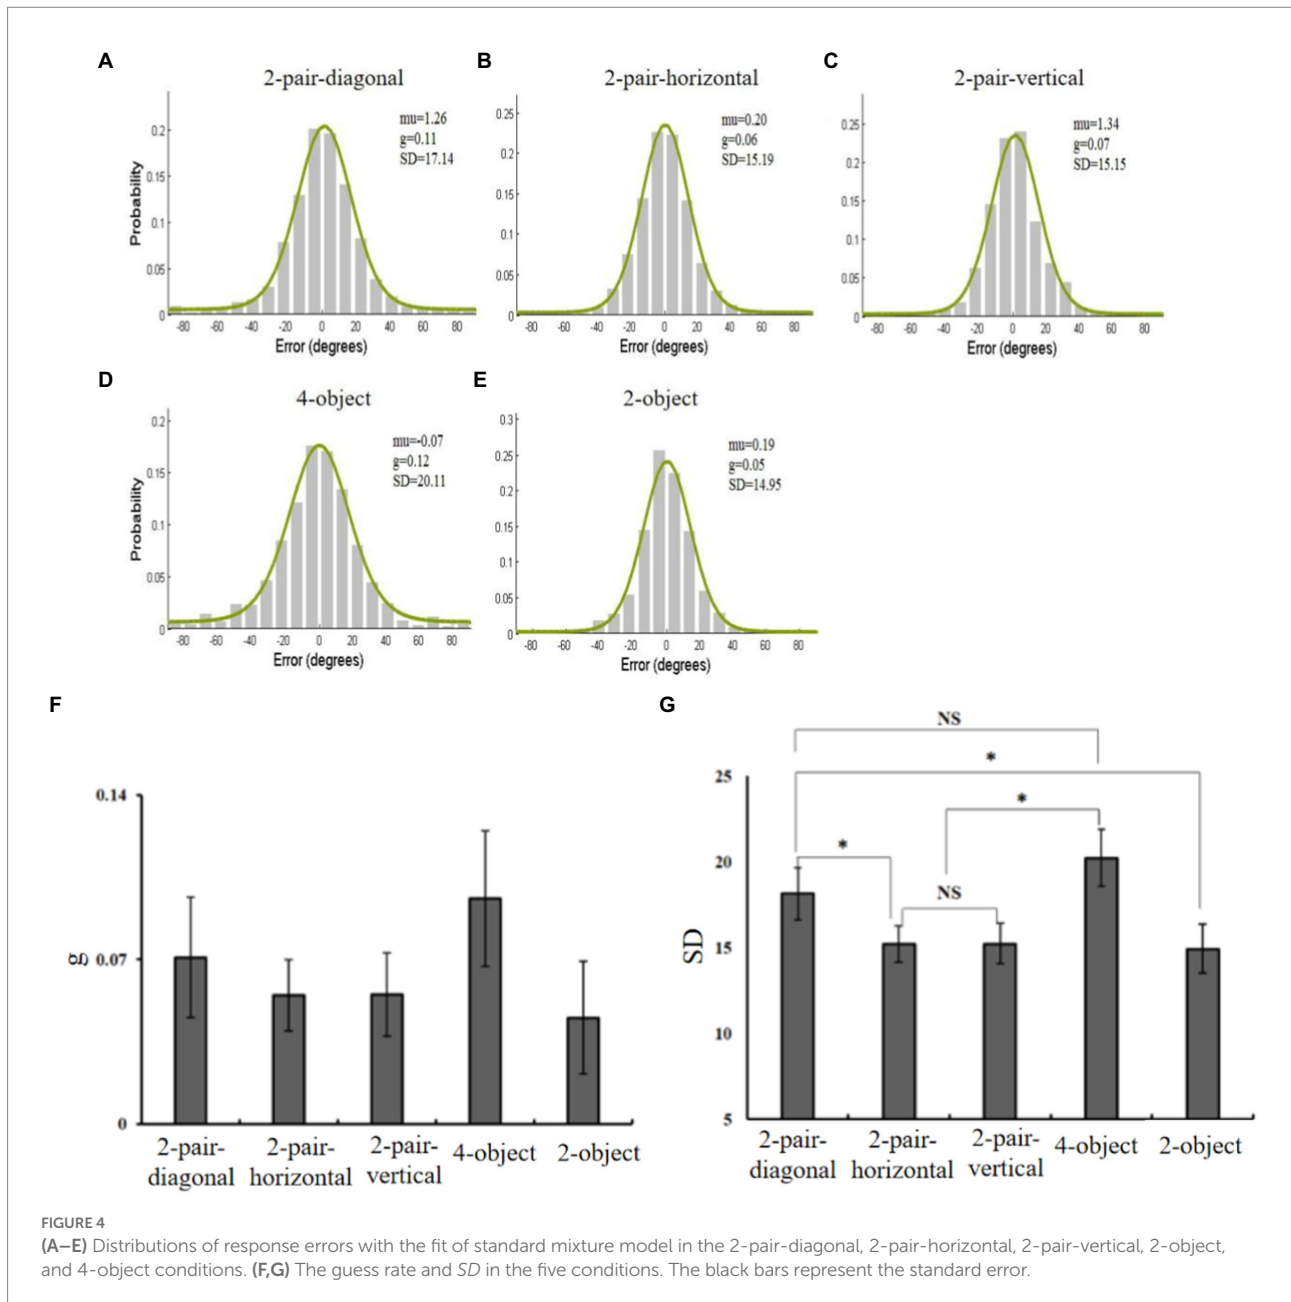 A
2-pair-diagonal
mu=1.26
g=0.11
SD=17.14
Probability
0.2
0.15
0.1
0.05
0
-80 -60 -40 -20 0 20 40 60 80
Error (degrees)
B
2-pair-horizontal
mu=0.20
g=0.06
SD=15.19
0.25
0.2
0.15
0.1
0.05
0
-80 -60 -40 -20 0 20 40 60 80
Error (degrees)
C
2-pair-vertical
mu=1.34
g=0.07
SD=15.15
0.25
0.2
0.15
0.1
0.05
0
-80 -60 -40 -20 0 20 40 60 80
Error (degrees)
D
4-object
mu=-0.07
g=0.12
SD=20.11
Probability
0.2
0.15
0.1
0.05
0
-80 -60 -40 -20 0 20 40 60 80
Error (degrees)
E
2-object
mu=0.19
g=0.05
SD=14.95
0.3
0.25
0.2
0.15
0.1
0.05
0
-80 -60 -40 -20 0 20 40 60 80
Error (degrees)
F
g
0.14
0.07
0
2-pair-
diagonal
2-pair-
horizontal
2-pair-
vertical
4-object
2-object
G
NS
*
*
*
NS
SD
25
20
15
10
5
2-pair-
diagonal
2-pair-
horizontal
2-pair-
vertical
4-object
2-object
FIGURE 4
(A–E) Distributions of response errors with the fit of standard mixture model in the 2-pair-diagonal, 2-pair-horizontal, 2-pair-vertical, 2-object,
and 4-object conditions. (F,G) The guess rate and SD in the five conditions. The black bars represent the standard error.